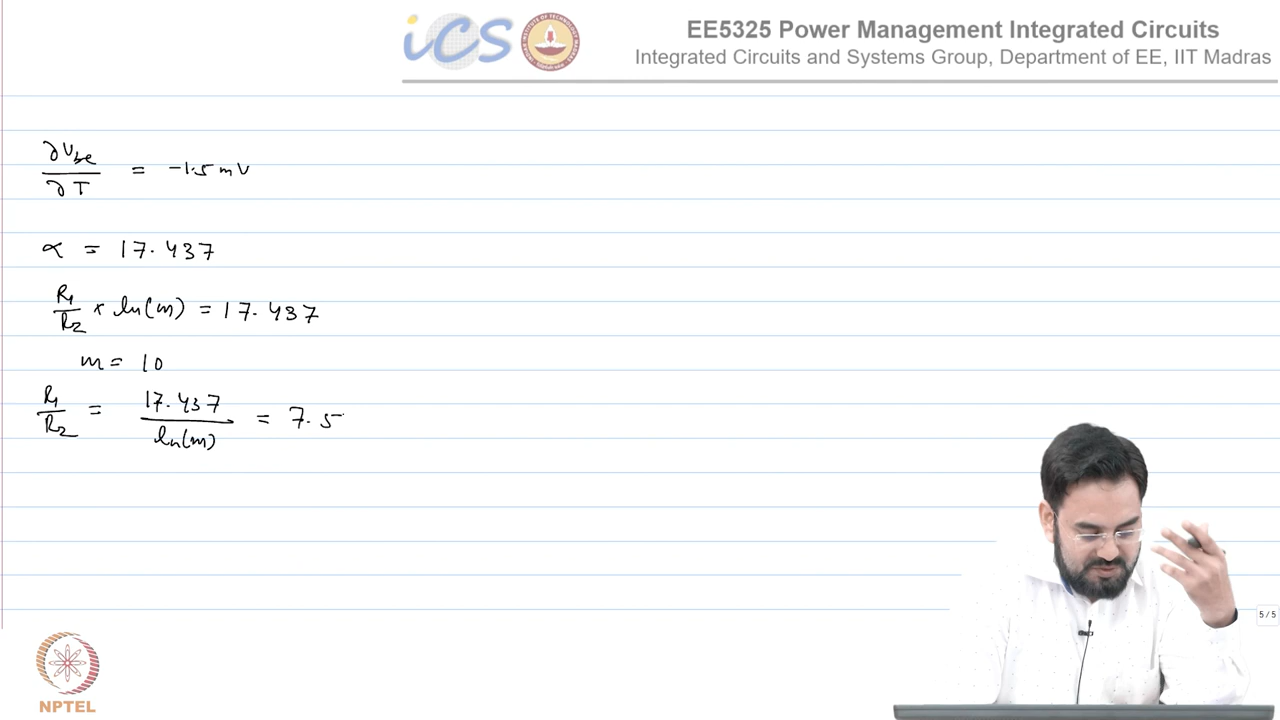 iCS
EE5325 Power Management Integrated Circuits
Integrated Circuits and Systems Group, Department of EE, IIT Madras
∂Vbe/∂T = -1.5 mV
α = 17.437
R1/R2 × ln(m) = 17.437
m = 10
R1/R2 = 17.437/ln(m) = 7.5
5 / 5
NPTEL